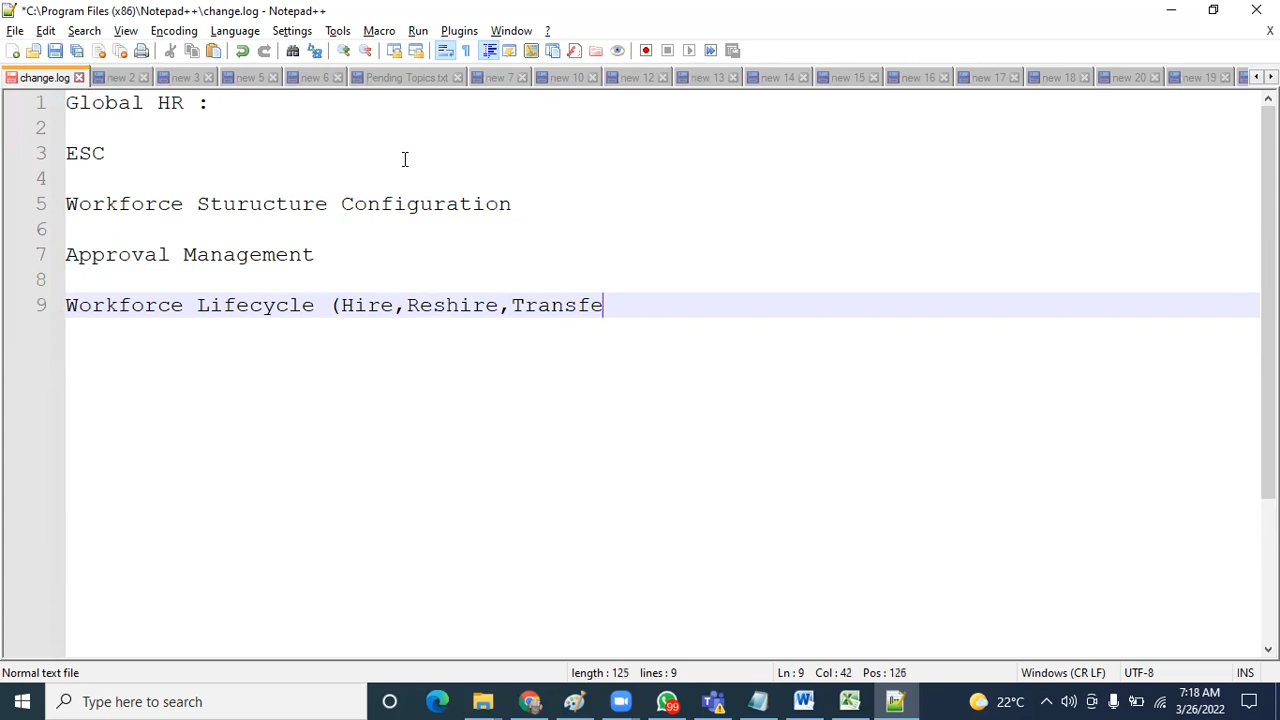 *C:\Program Files (x86)\Notepad++\change.log - Notepad++
File Edit Search View Encoding Language Settings Tools Macro Run Plugins Window ? X
change.log new 2 new 3 new 5 new 6 Pending Topics new 7 new 10 new 12 new 13 new 14 new 15 new 16 new 17 new 18 new 20 new 19
1 Global HR :
2
3 ESC
4
5 Workforce Sturucture Configuration
6
7 Approval Management
8
9 Workforce Lifecycle (Hire,Reshire,Transfe
Normal text file length : 125 lines : 9 Ln : 9 Col : 42 Pos : 126 Windows (CR LF) UTF-8 INS
Type here to search 99 22°C 7:18 AM
3/26/2022